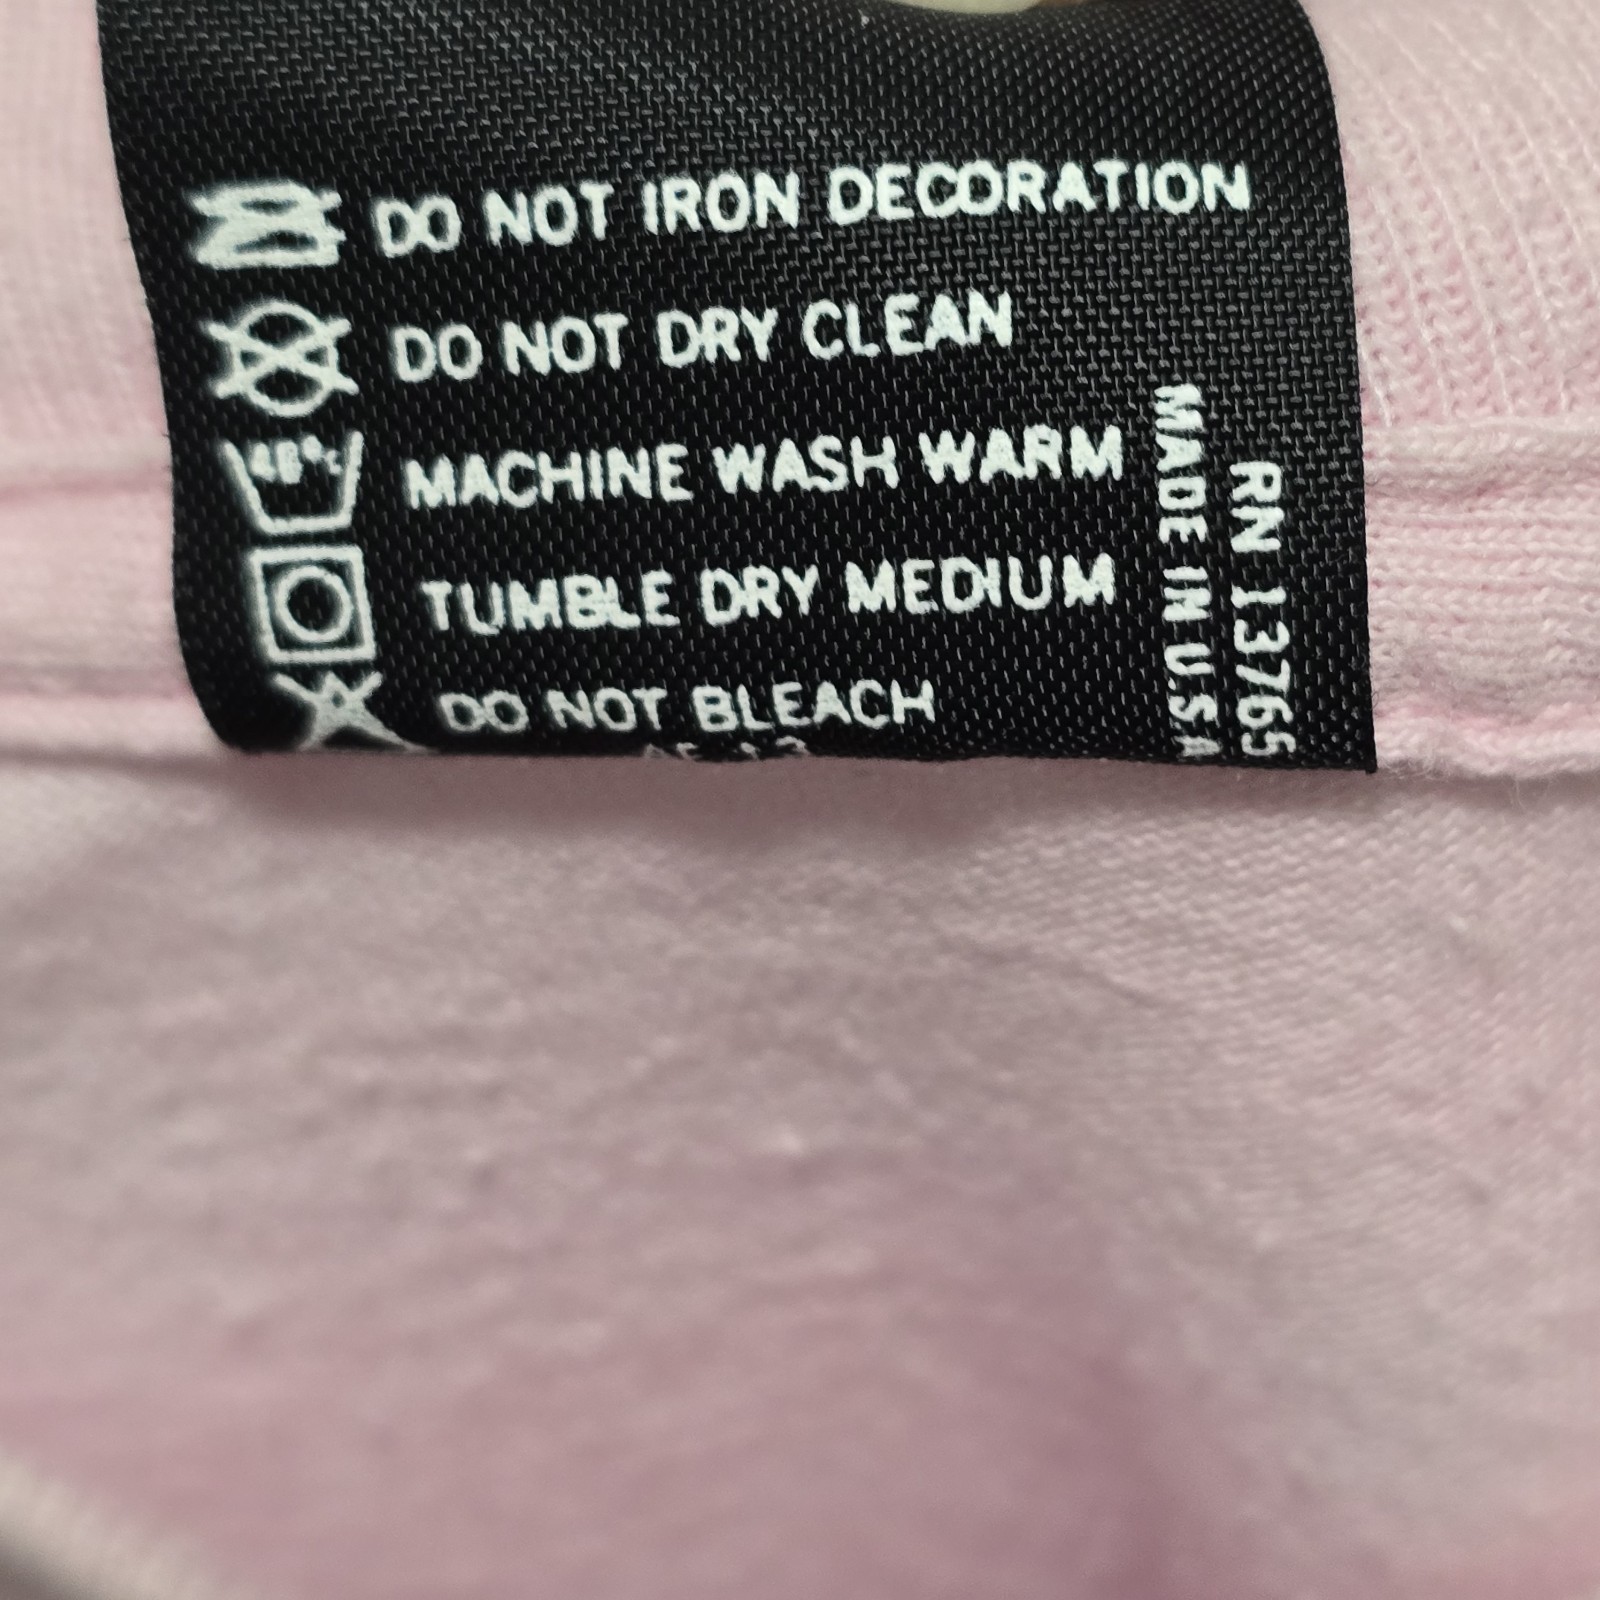 DO NOT IRON DECORATION
DO NOT DRY CLEAN
MACHINE WASH WARM
TUMBLE DRY MEDIUM
DO NOT BLEACH
MADE IN U.S.A
RN 13765